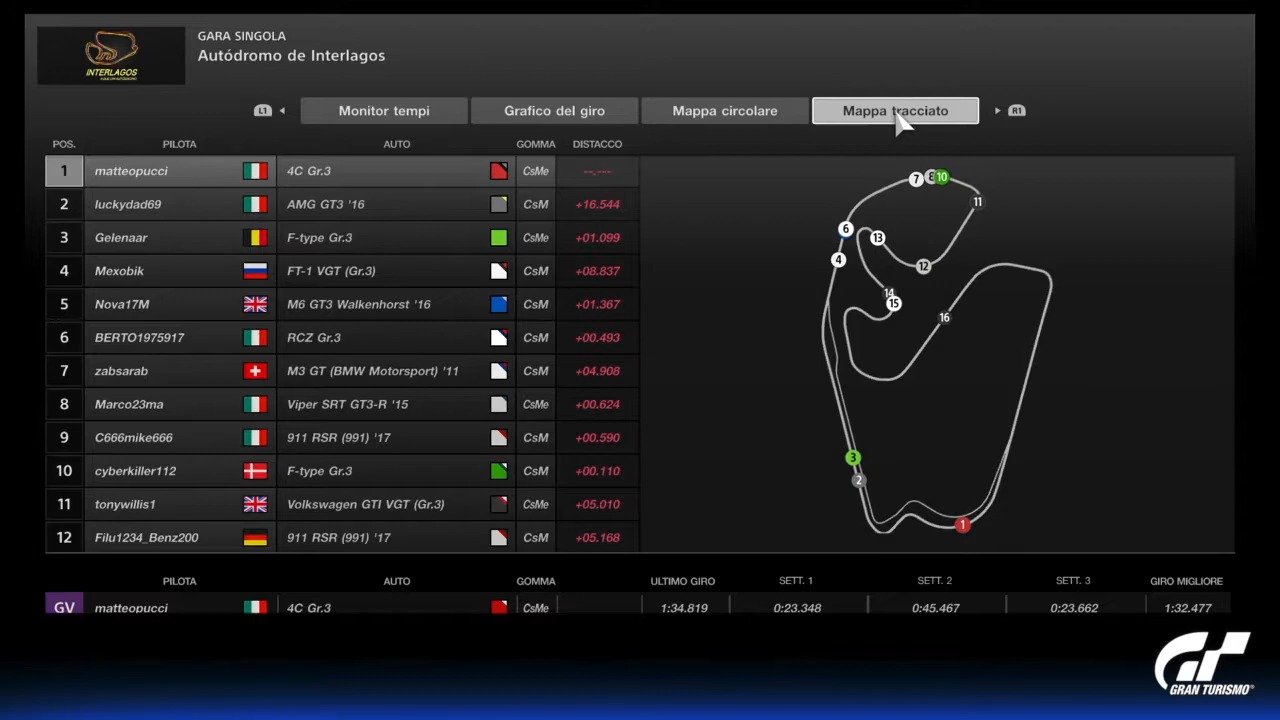 GARA SINGOLA
Autódromo de Interlagos
INTERLAGOS
L1 Monitor tempi Grafico del giro Mappa circolare Mappa tracciato R1
POS. PILOTA AUTO GOMMA DISTACCO
1 matteopucci 4C Gr.3 CsMe --.---
2 luckydad69 AMG GT3 '16 CsM +16.544
3 Gelenaar F-type Gr.3 CsMe +01.099
4 Mexobik FT-1 VGT (Gr.3) CsM +08.837
5 Nova17M M6 GT3 Walkenhorst '16 CsM +01.367
6 BERTO1975917 RCZ Gr.3 CsM +00.493
7 zabsarab M3 GT (BMW Motorsport) '11 CsM +04.908
8 Marco23ma Viper SRT GT3-R '15 CsMe +00.624
9 C666mike666 911 RSR (991) '17 CsM +00.590
10 cyberkiller112 F-type Gr.3 CsM +00.110
11 tonywillis1 Volkswagen GTI VGT (Gr.3) CsMe +05.010
12 Filu1234_Benz200 911 RSR (991) '17 CsM +05.168
7 8 10
11
6
13
12
4
14
15
16
3
2
1
PILOTA AUTO GOMMA ULTIMO GIRO SETT. 1 SETT. 2 SETT. 3 GIRO MIGLIORE
GV matteopucci 4C Gr.3 CsMe 1:34.819 0:23.348 0:45.467 0:23.662 1:32.477
GT
GRAN TURISMO